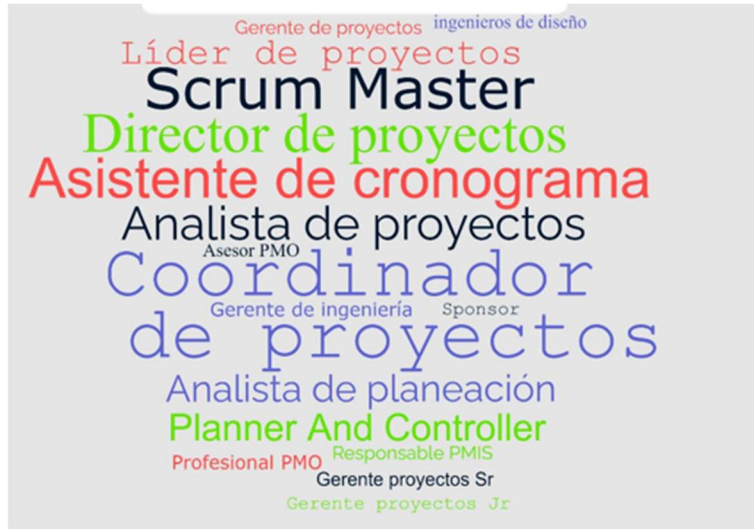 Gerente de proyectos ingenieros de diseño
Líder de proyectos
Scrum Master
Director de proyectos
Asistente de cronograma
Analista de proyectos
Asesor PMO
Coordinador
Gerente de ingeniería Sponsor
de proyectos
Analista de planeación
Planner And Controller
Profesional PMO Responsable PMIS
Gerente proyectos Sr
Gerente proyectos Jr